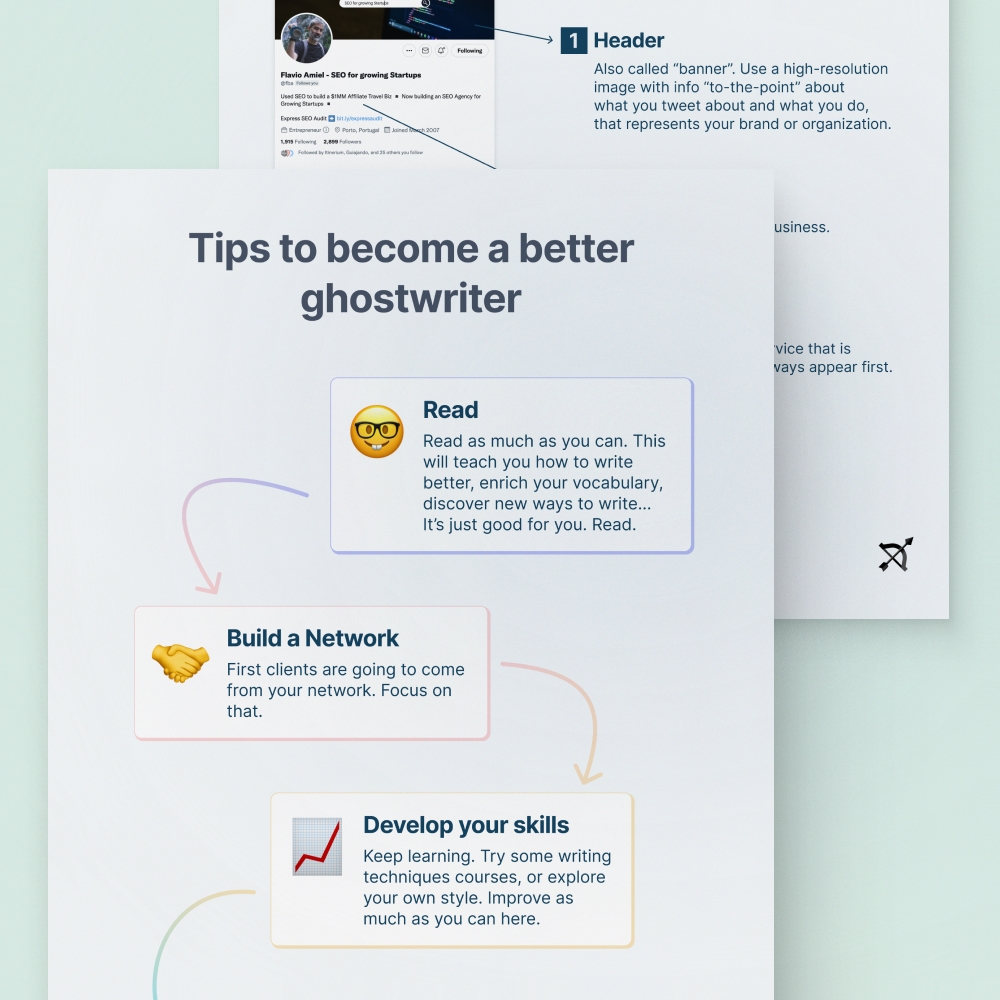 SEO for growing Startups
Following
Flavio Amiel - SEO for growing Startups
@fba Follows you
Used SEO to build a $1MM Affiliate Travel Biz ▪ Now building an SEO Agency for
Growing Startups ▪
Express SEO Audit ➡ bit.ly/expressaudit
Entrepreneur Porto, Portugal Joined March 2007
1,915 Following 2,899 Followers
Followed by and 25 others you follow
1 Header
Also called “banner”. Use a high-resolution
image with info “to-the-point” about
what you tweet about and what you do,
that represents your brand or organization.
usiness.
rvice that is
ways appear first.
Tips to become a better
ghostwriter
Read
Read as much as you can. This
will teach you how to write
better, enrich your vocabulary,
discover new ways to write...
It’s just good for you. Read.
Build a Network
First clients are going to come
from your network. Focus on
that.
Develop your skills
Keep learning. Try some writing
techniques courses, or explore
your own style. Improve as
much as you can here.